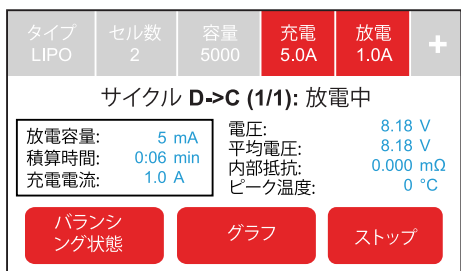 タイプ セル数 容量 充電 放電 +
LIPO 2 5000 5.0A 1.0A
サイクル D->C (1/1): 放電中
放電容量: 5 mA
積算時間: 0:06 min
充電電流: 1.0 A
電圧: 8.18 V
平均電圧: 8.18 V
内部抵抗: 0.000 mΩ
ピーク温度: 0 °C
バランシ
ング状態
グラフ
ストップ